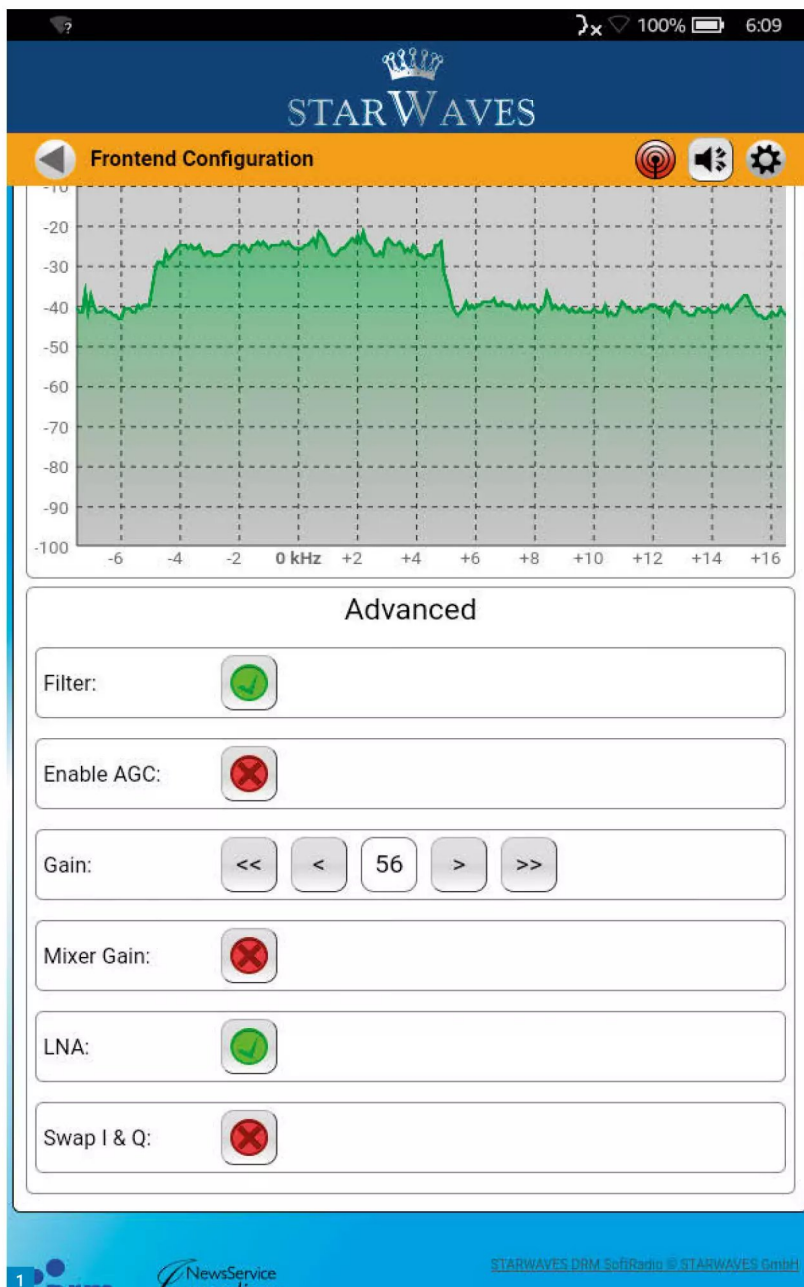 ? 100% 6:09
STARWAVES
Frontend Configuration
-10
-20
-30
-40
-50
-60
-70
-80
-90
-100
-6 -4 -2 0 kHz +2 +4 +6 +8 +10 +12 +14 +16
Advanced
Filter:
Enable AGC:
Gain: << < 56 > >>
Mixer Gain:
LNA:
Swap I & Q:
1 NewsService STARWAVES DRM SoftRadio © STARWAVES GmbH